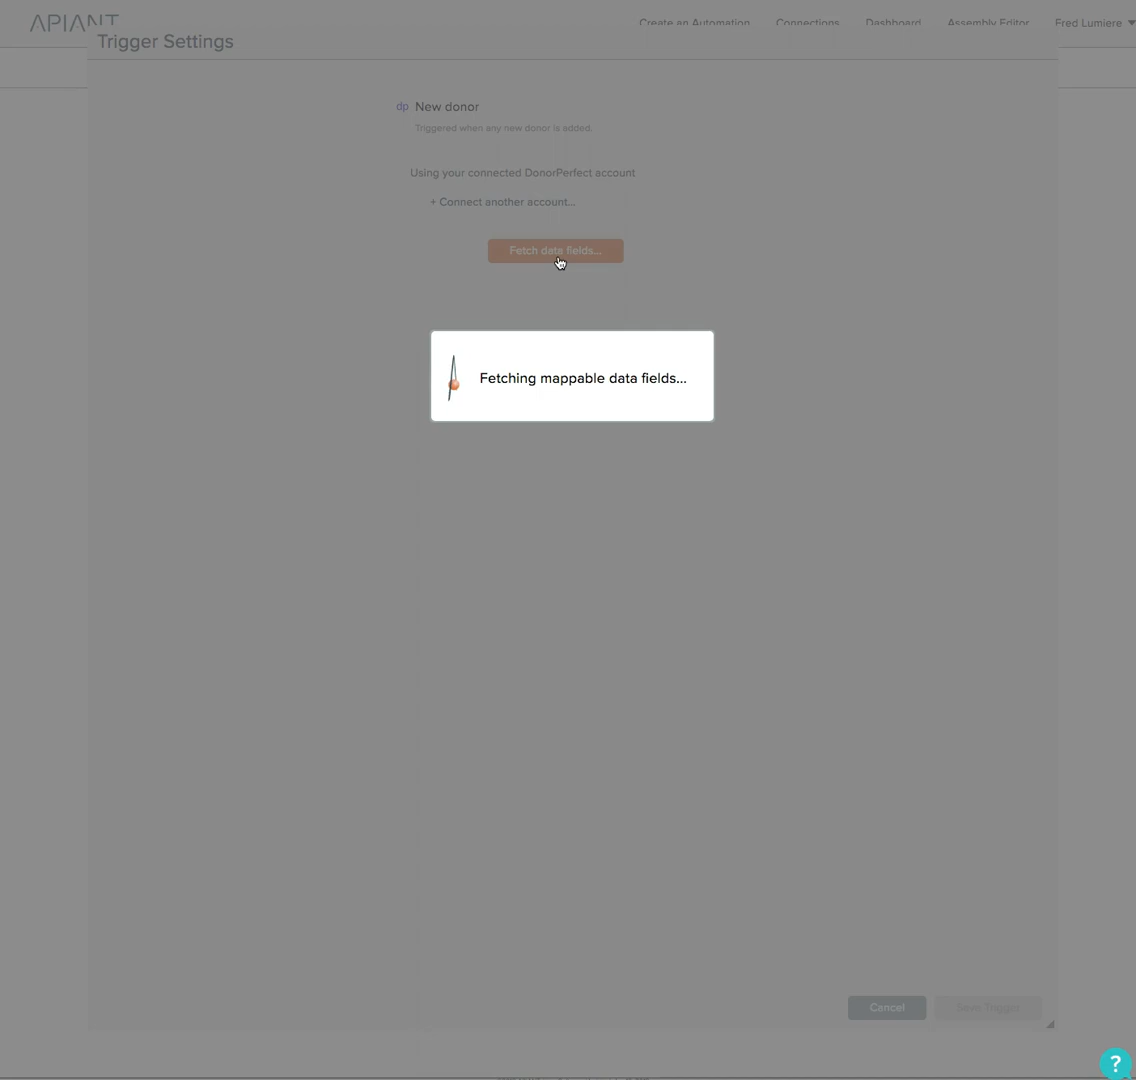 APIANT
Create an Automation Connections Dashboard Assembly Editor Fred Lumiere
Trigger Settings
dp New donor
Triggered when any new donor is added.
Using your connected DonorPerfect account
+ Connect another account...
Fetch data fields...
Fetching mappable data fields...
Cancel Save Trigger
?